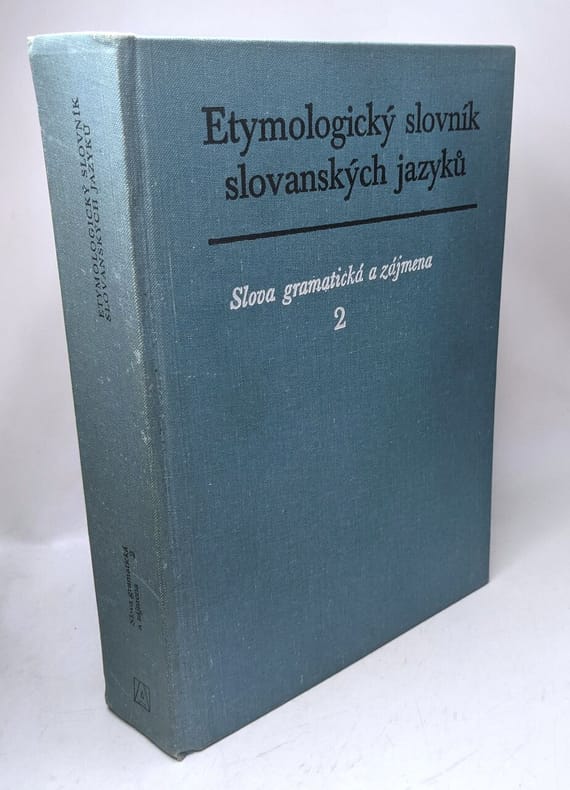 Etymologický slovník
slovanských jazyků
Slova gramatická a zájmena
2
ETYMOLOGICKÝ SLOVNÍK
SLOVANSKÝCH JAZYKŮ
Slova gramatická
a zájmena
2
A